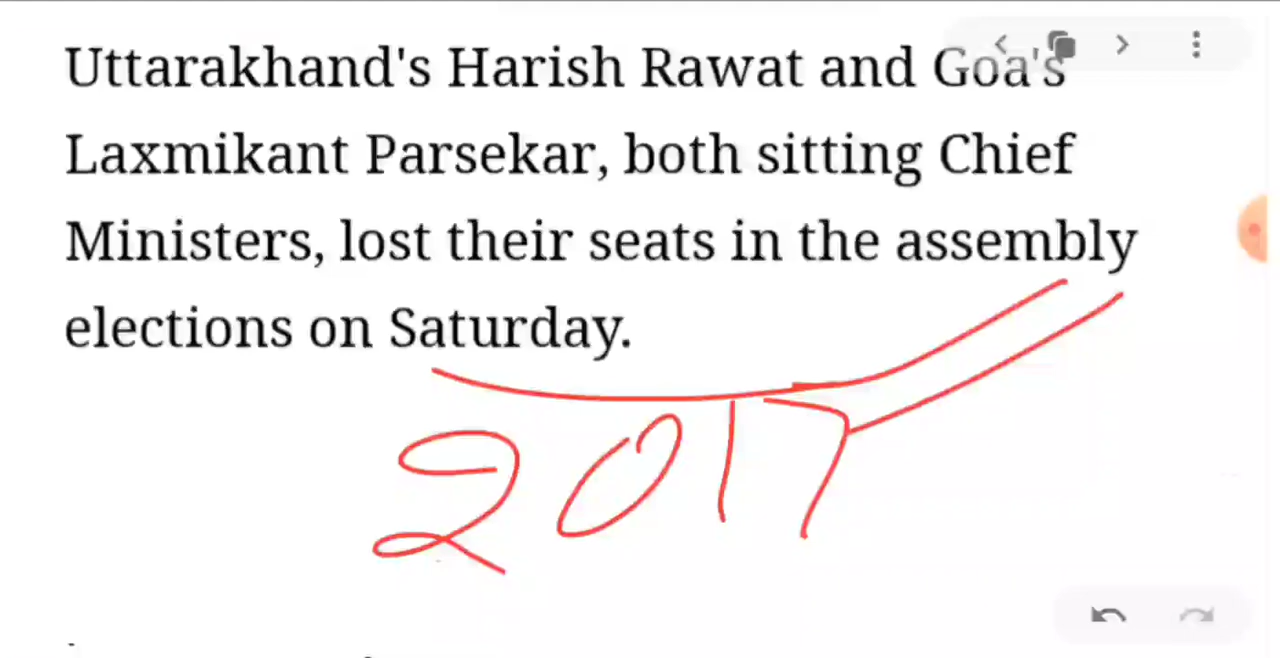 Uttarakhand's Harish Rawat and Goa's
Laxmikant Parsekar, both sitting Chief
Ministers, lost their seats in the assembly
elections on Saturday.
2017